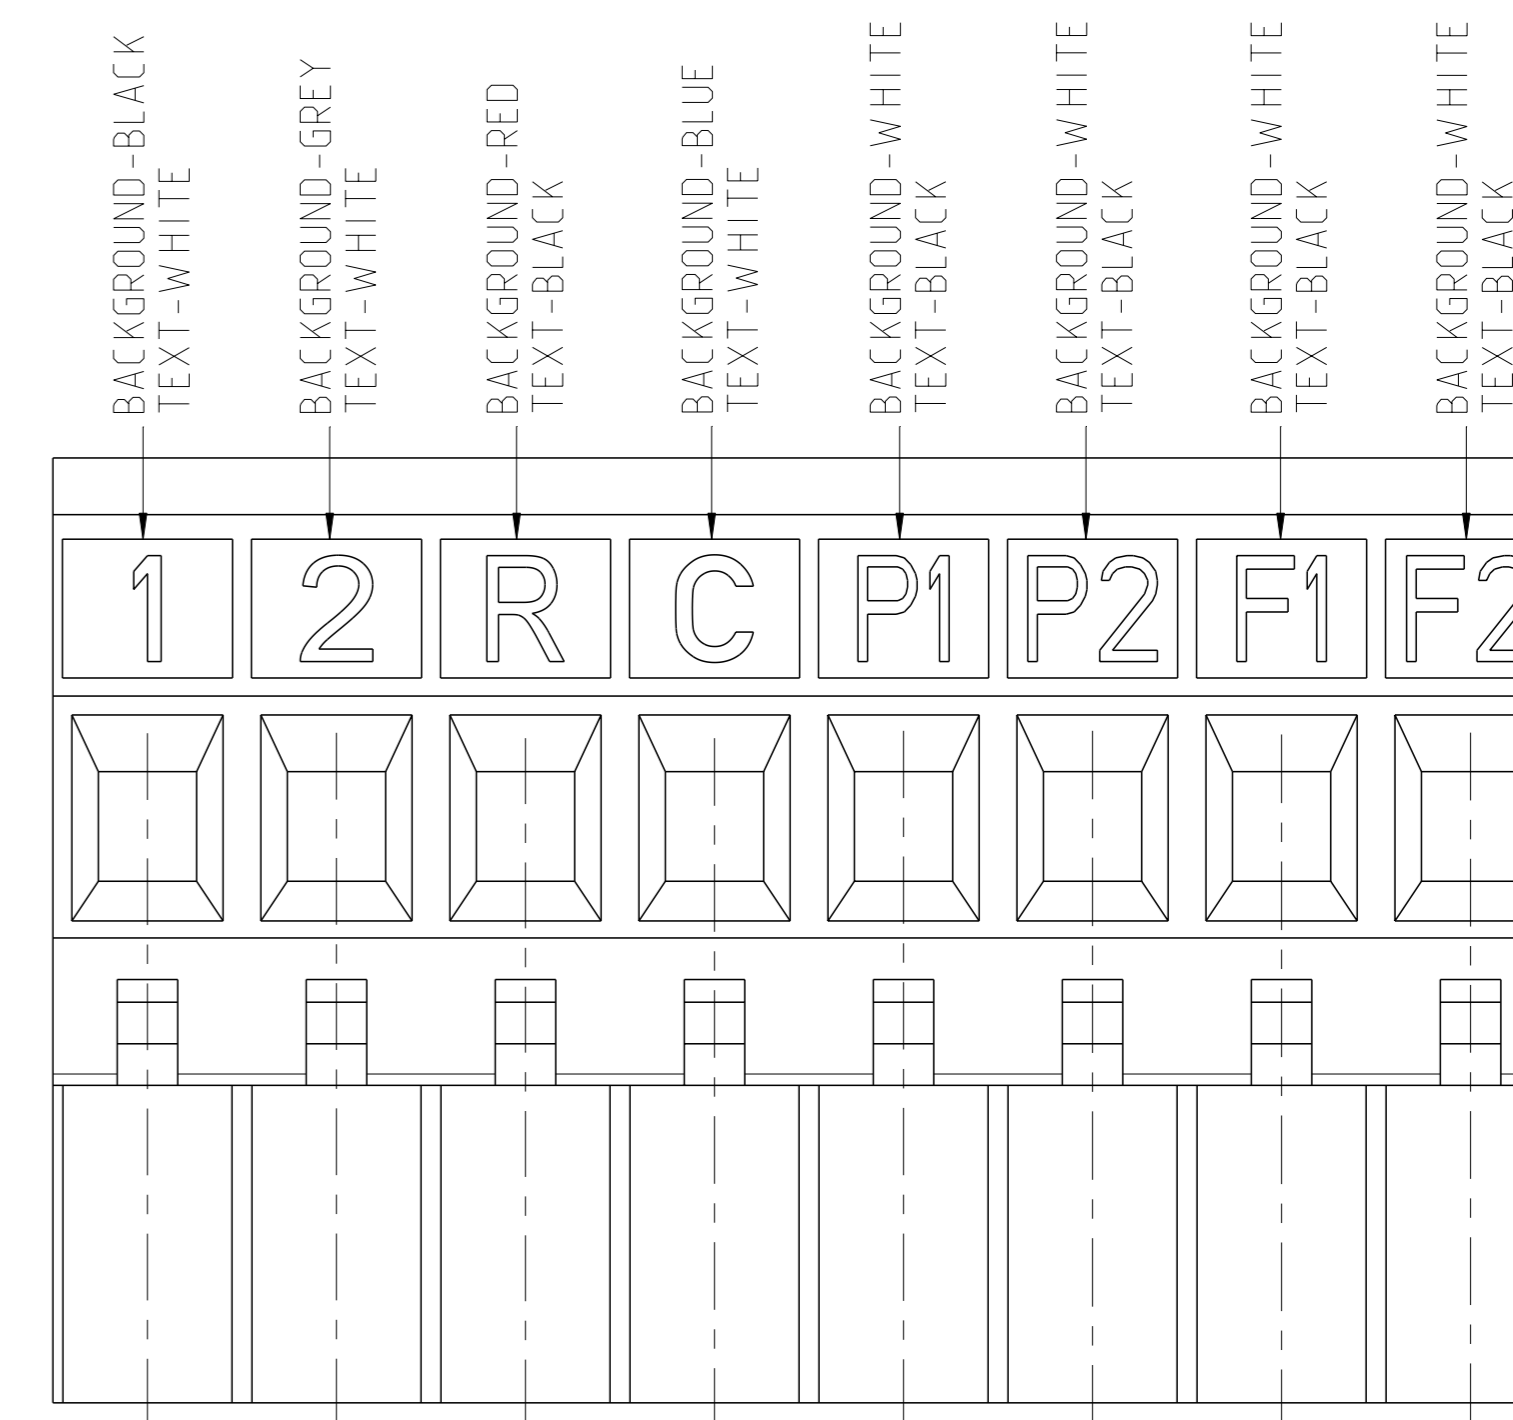 BACKGROUND-BLACK
TEXT-WHITE
BACKGROUND-GREY
TEXT-WHITE
BACKGROUND-RED
TEXT-BLACK
BACKGROUND-BLUE
TEXT-WHITE
BACKGROUND-WHITE
TEXT-BLACK
BACKGROUND-WHITE
TEXT-BLACK
BACKGROUND-WHITE
TEXT-BLACK
BACKGROUND-WHITE
TEXT-BLACK
1 2 R C P1 P2 F1 F2